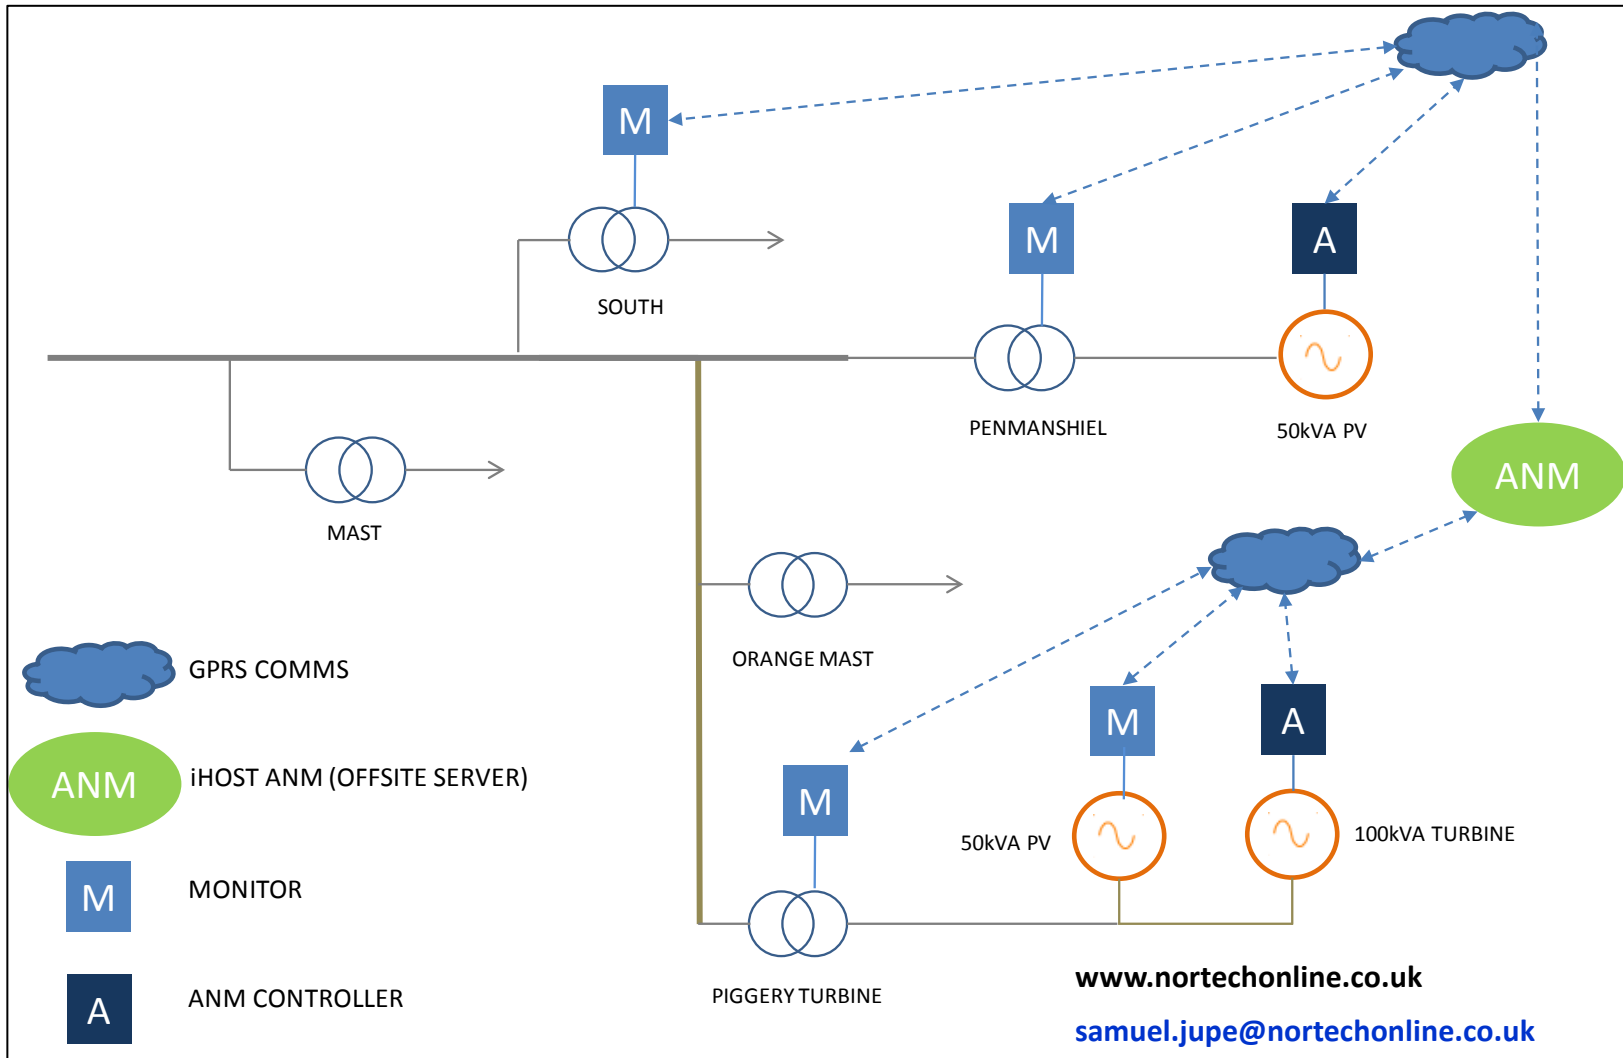 M
SOUTH
M
A
PENMANSHIEL
50kVA PV
ANM
MAST
ORANGE MAST
GPRS COMMS
ANM
iHOST ANM (OFFSITE SERVER)
M
M
A
50kVA PV
100kVA TURBINE
M
MONITOR
PIGGERY TURBINE
A
ANM CONTROLLER
www.nortechonline.co.uk
samuel.jupe@nortechonline.co.uk